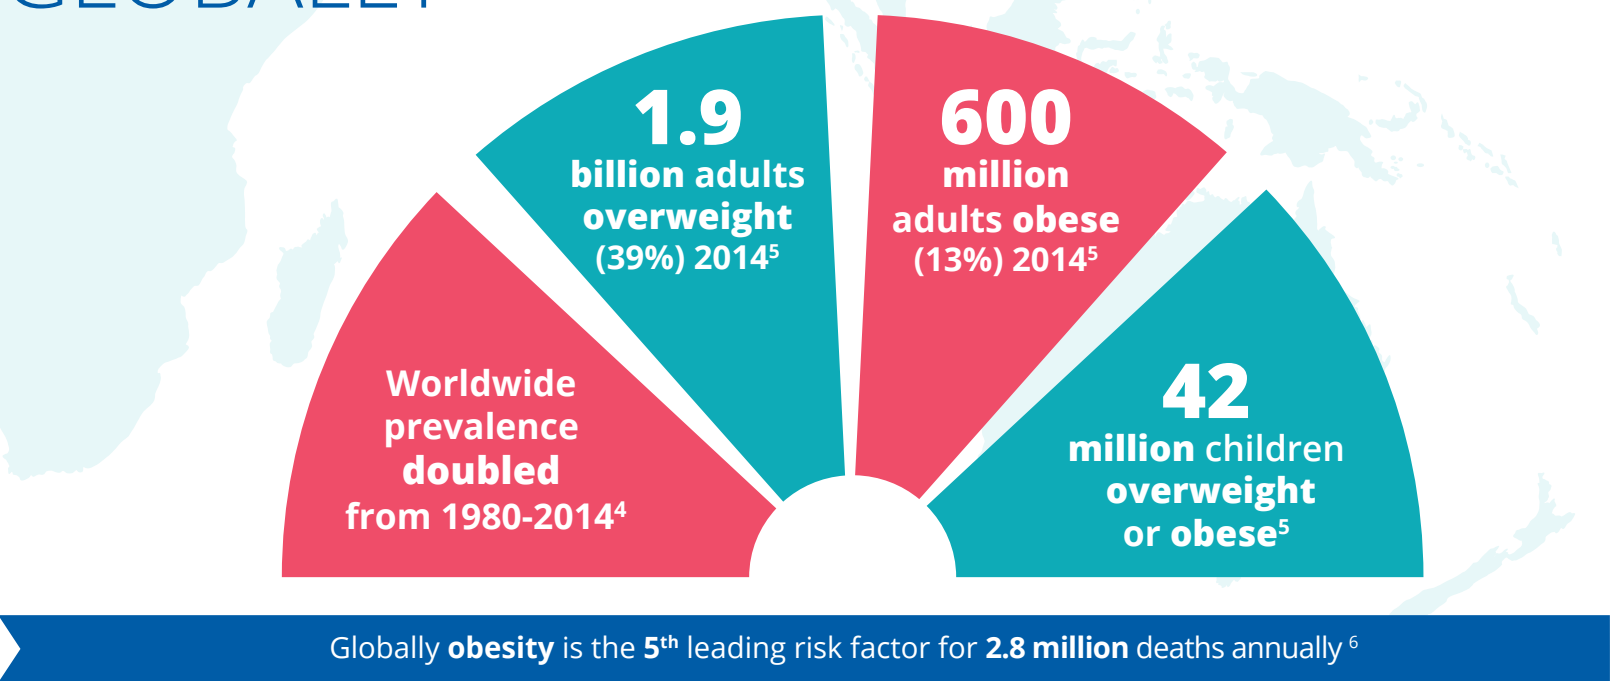 GLOBALLY
1.9
billion adults
overweight
(39%) 2014⁵
600
million
adults obese
(13%) 2014⁵
Worldwide
prevalence
doubled
from 1980-2014⁴
42
million children
overweight
or obese⁵
Globally obesity is the 5ᵗʰ leading risk factor for 2.8 million deaths annually ⁶